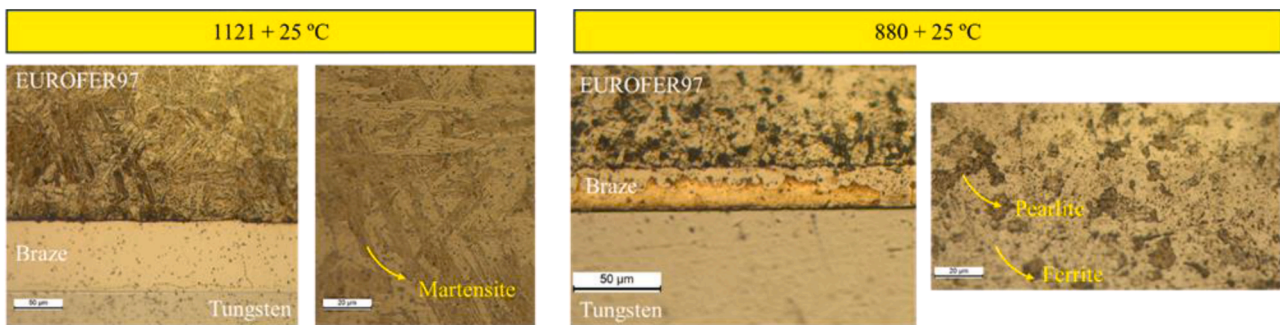 1121 + 25 ºC
880 + 25 ºC
EUROFER97
Braze
50 µm
Tungsten
Martensite
20 µm
EUROFER97
Braze
50 µm
Tungsten
Pearlite
Ferrite
20 µm